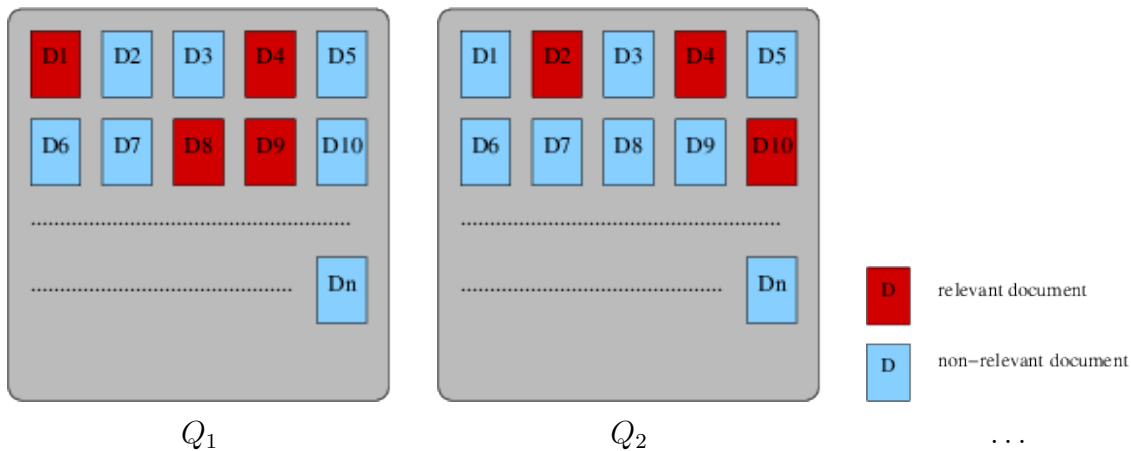 D1 D2 D3 D4 D5
D6 D7 D8 D9 D10
....................................................................
........................................................ Dn
Q1
D1 D2 D3 D4 D5
D6 D7 D8 D9 D10
....................................................................
........................................................ Dn
Q2
D relevant document
D non−relevant document
...